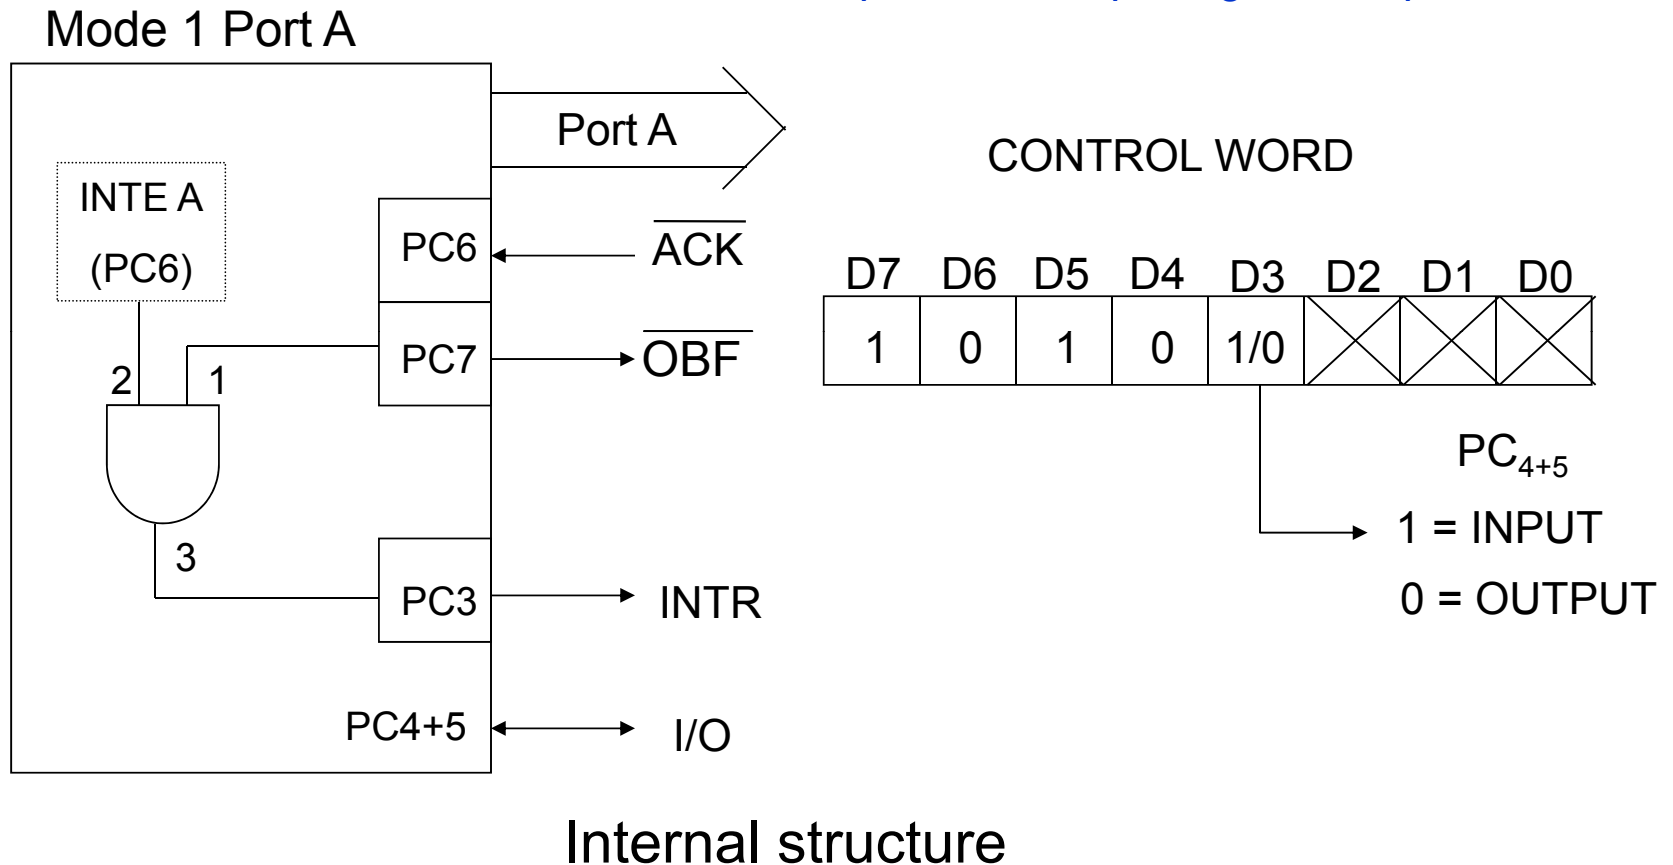 Mode 1 Port A
Port A
INTE A
(PC6)
PC6
ACK
PC7
OBF
2
1
3
PC3
INTR
PC4+5
I/O
CONTROL WORD
D7 D6 D5 D4 D3 D2 D1 D0
1 0 1 0 1/0
PC4+5
1 = INPUT
0 = OUTPUT
Internal structure